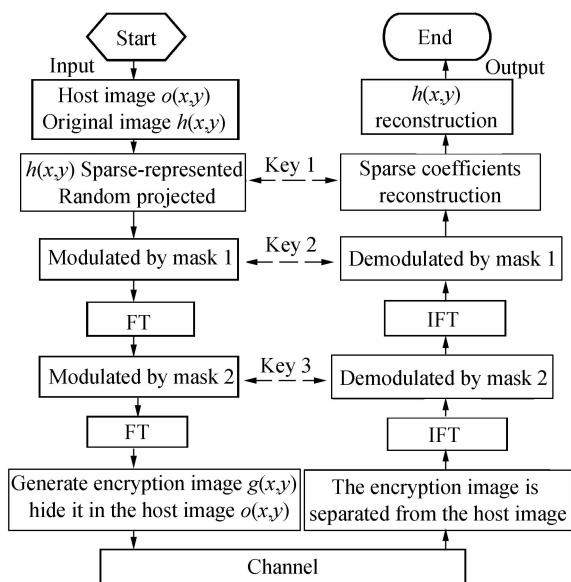 Start
Input
Host image o(x,y)
Original image h(x,y)
h(x,y) Sparse-represented
Random projected
Modulated by mask 1
FT
Modulated by mask 2
FT
Generate encryption image g(x,y)
hide it in the host image o(x,y)
Key 1
Key 2
Key 3
End
Output
h(x,y)
reconstruction
Sparse coefficients
reconstruction
Demodulated by mask 1
IFT
Demodulated by mask 2
IFT
The encryption image is
separated from the host image
Channel